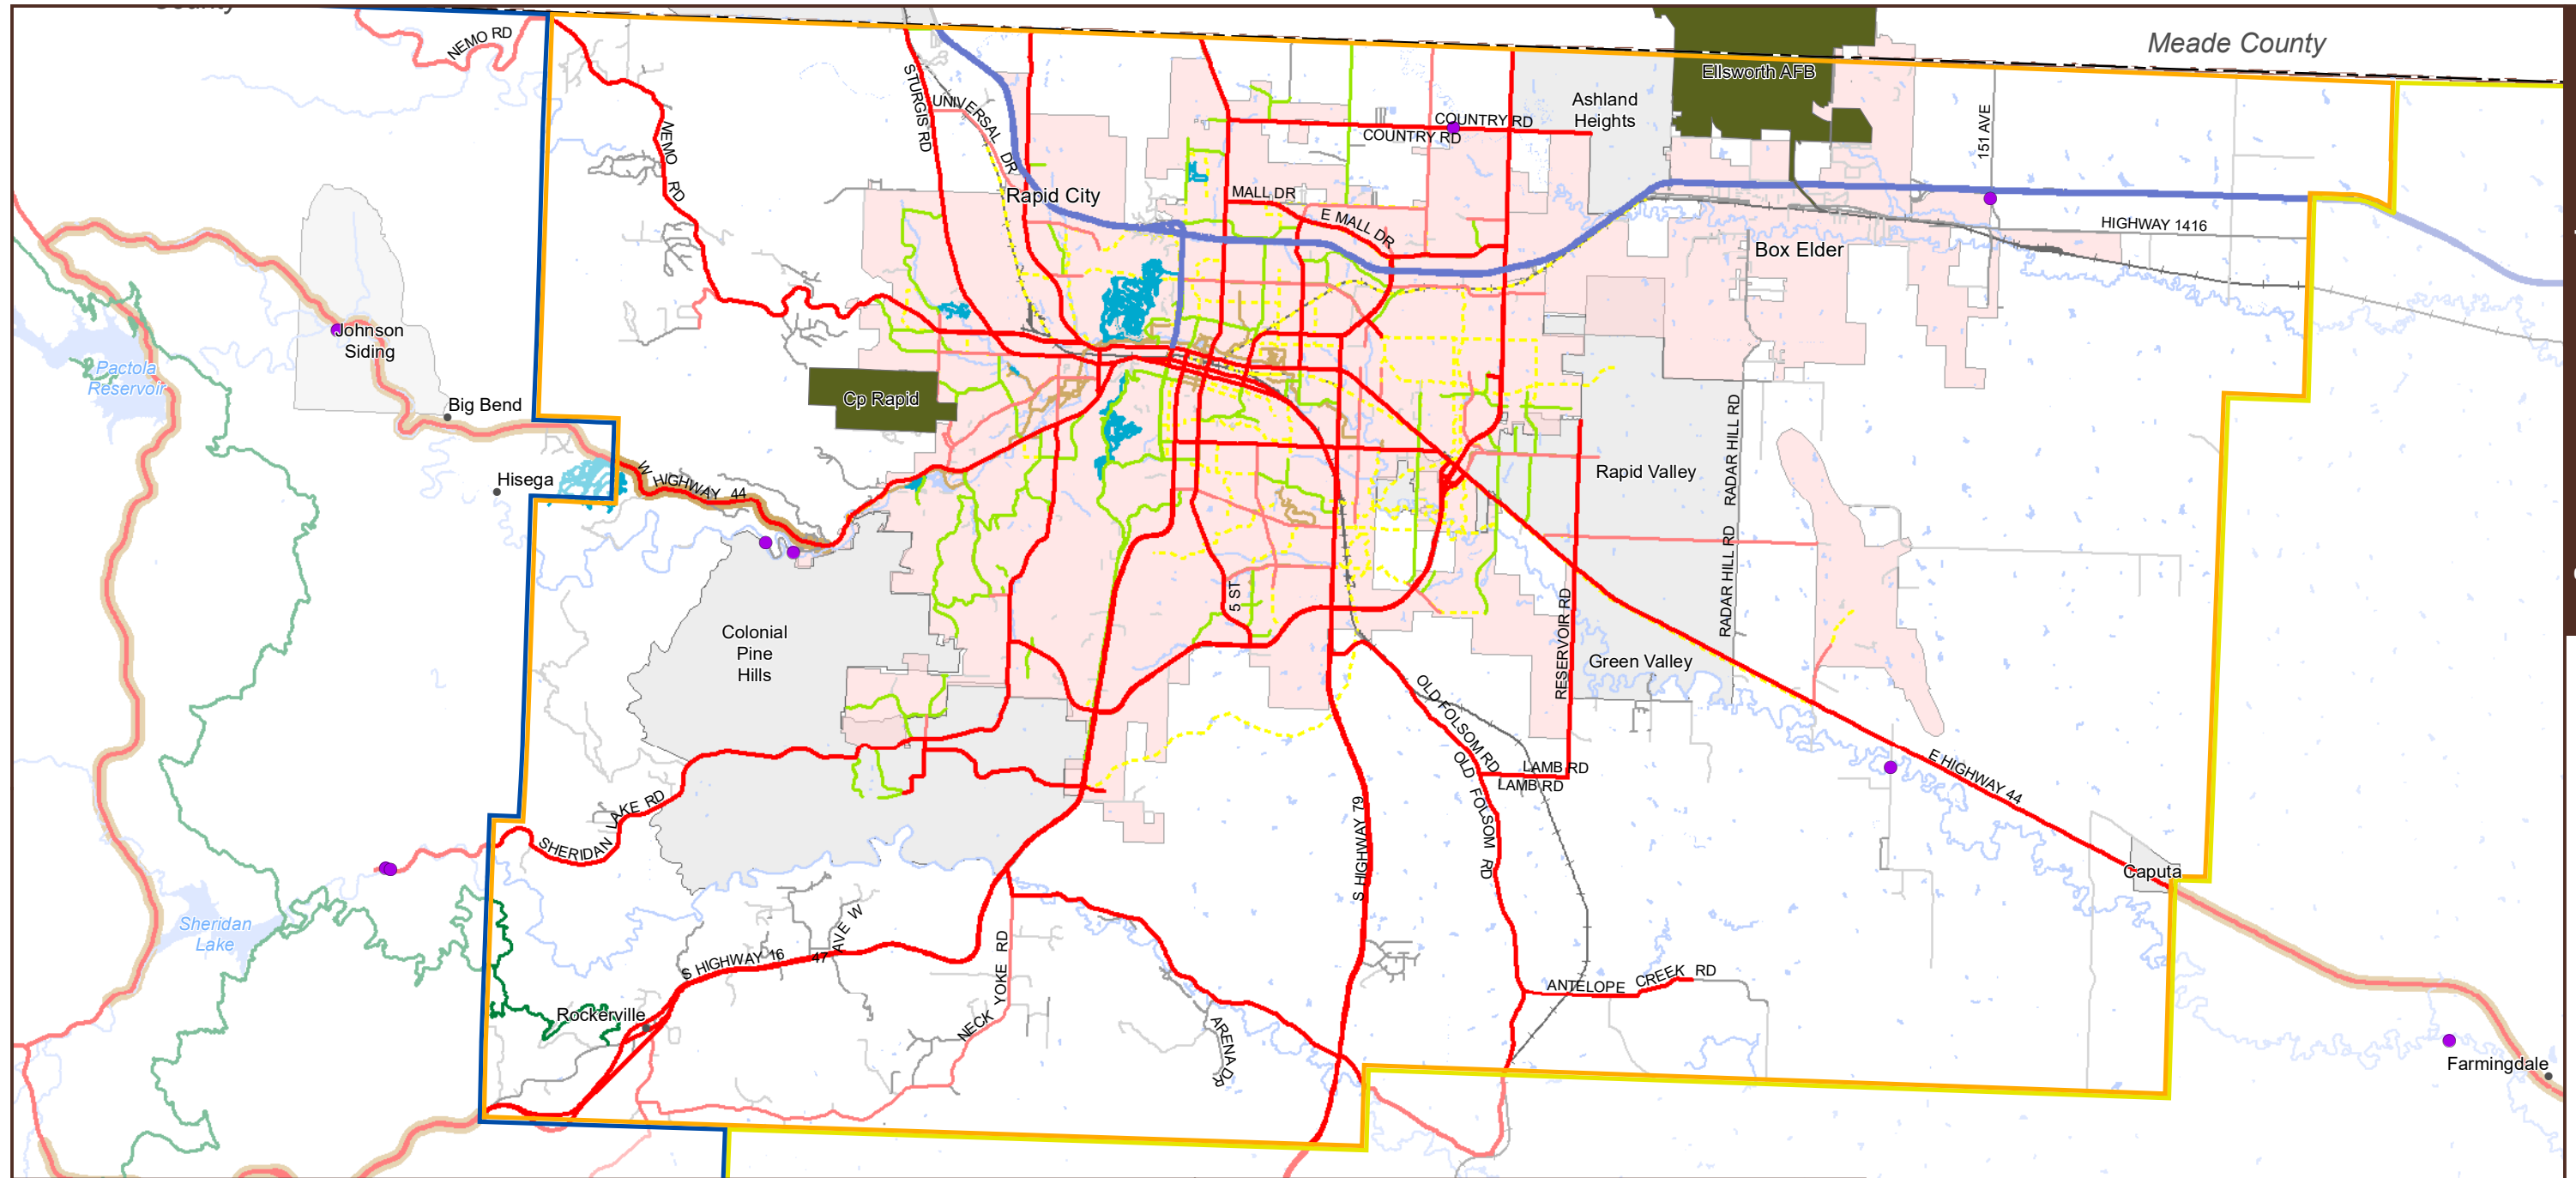 County
NEMO RD
Meade County
Ellsworth AFB
STURGIS RD
UNIVERSAL DR
Ashland
Heights
COUNTRY RD
COUNTRY RD
151 AVE
NEMO RD
Rapid City
MALL DR
E MALL DR
HIGHWAY 1416
Box Elder
Johnson
Siding
Pactola
Reservoir
Big Bend
Cp Rapid
RADAR HILL RD
Hisega
W HIGHWAY 44
Rapid Valley
RADAR HILL RD
5 ST
RESERVOIR RD
Colonial
Pine
Hills
Green Valley
OLD FOLSOM RD
E HIGHWAY 44
LAMB RD
LAMB RD
SHERIDAN LAKE RD
S HIGHWAY 79
OLD FOLSOM RD
Caputa
Sheridan
Lake
AVE W
47
S HIGHWAY 16
YOKE RD
NECK
ANTELOPE CREEK RD
Rockerville
ARENA DR
Farmingdale